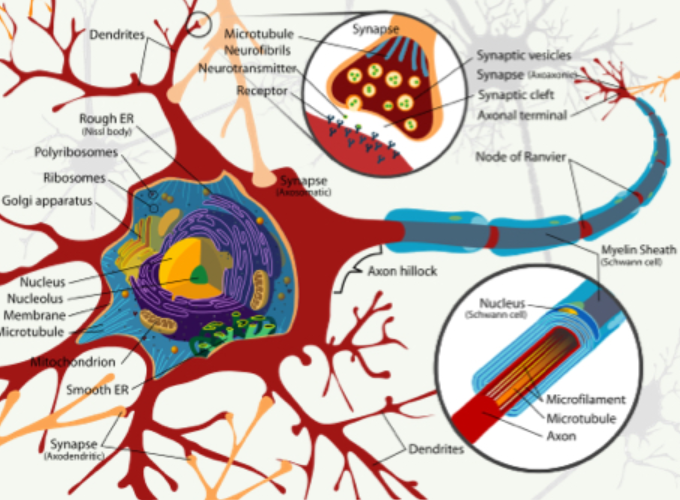 Dendrites
Microtubule
Neurofibrils
Neurotransmitter
Receptor
Synapse
Synaptic vesicles
Synapse (Axoaxonic)
Synaptic cleft
Axonal terminal
Node of Ranvier
Rough ER
(Nissl body)
Polyribosomes
Ribosomes
Golgi apparatus
Synapse
(Axosomatic)
Myelin Sheath
(Schwann cell)
Axon hillock
Nucleus
Nucleolus
Membrane
Microtubule
Mitochondrion
Smooth ER
Nucleus
(Schwann cell)
Microfilament
Microtubule
Axon
Synapse
(Axodendritic)
Dendrites